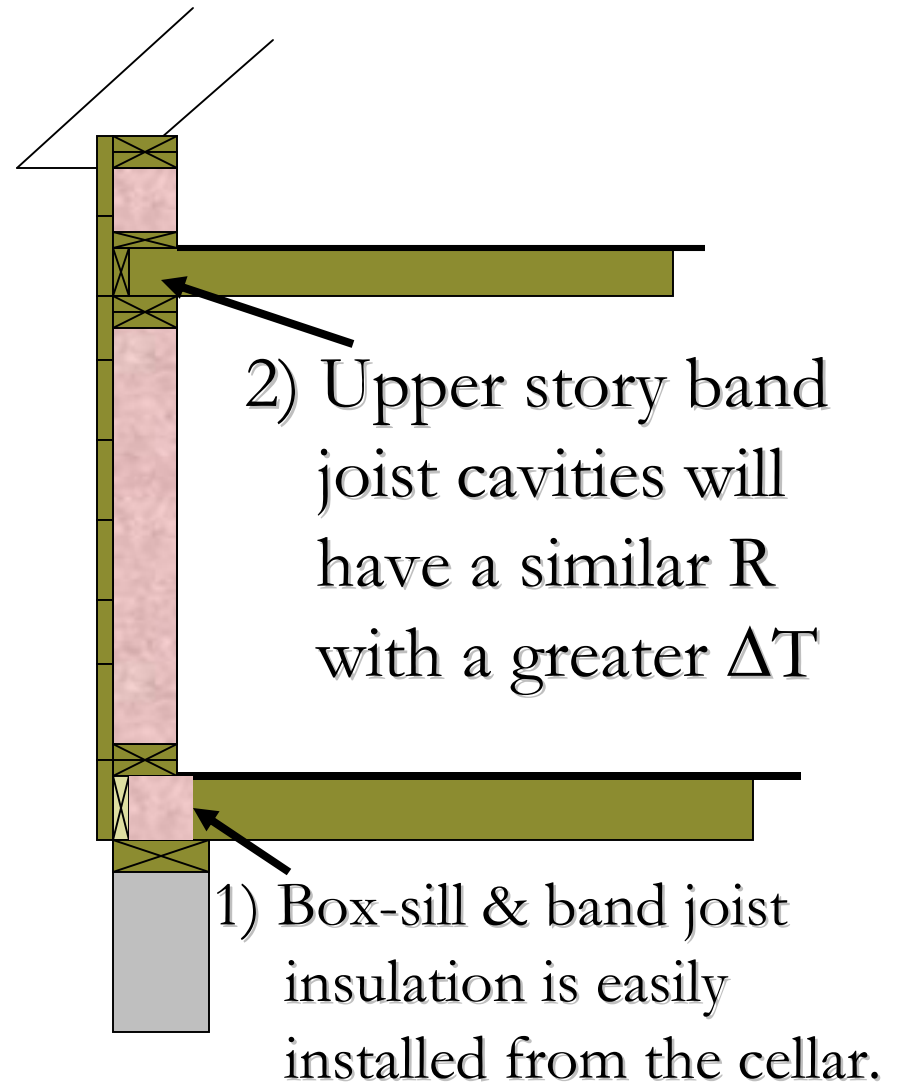 2) Upper story band
joist cavities will
have a similar R
with a greater ΔT
1) Box-sill & band joist
insulation is easily
installed from the cellar.